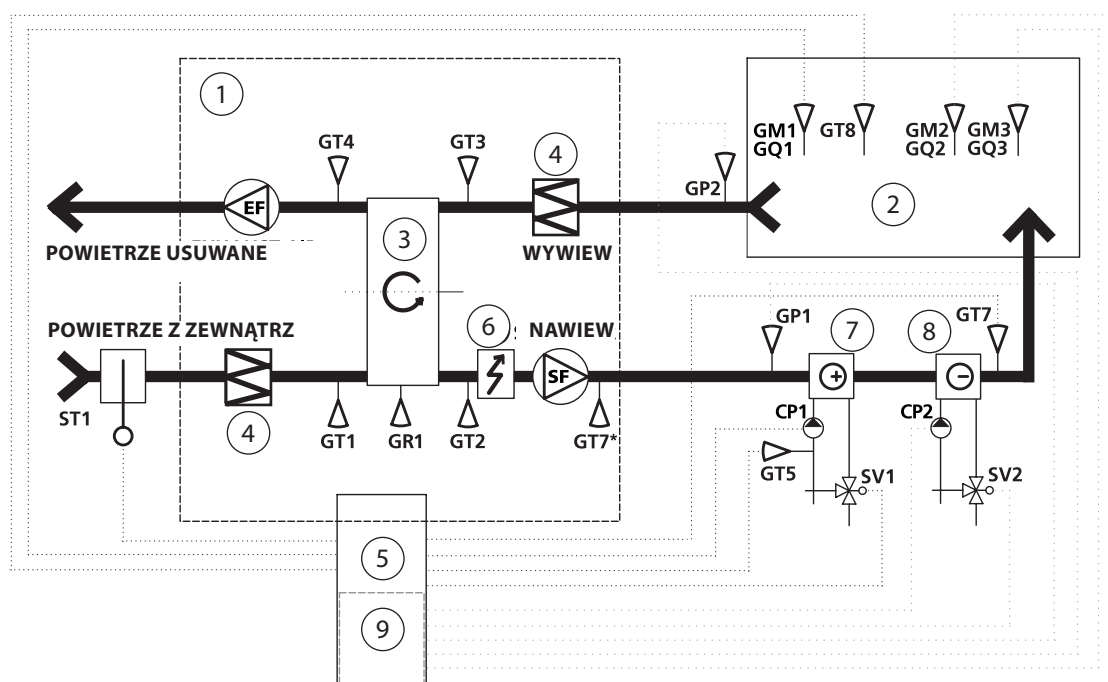 1
GM1
GQ1
GT8
GM2
GQ2
GM3
GQ3
GT4
GT3
4
GP2
2
EF
3
POWIETRZE USUWANE
WYWIEW
POWIETRZE Z ZEWNĄTRZ
6
NAWIEW
GP1
7
8
GT7
SF
ST1
4
GT1
GR1
GT2
GT7*
CP1
CP2
GT5
SV1
SV2
5
9